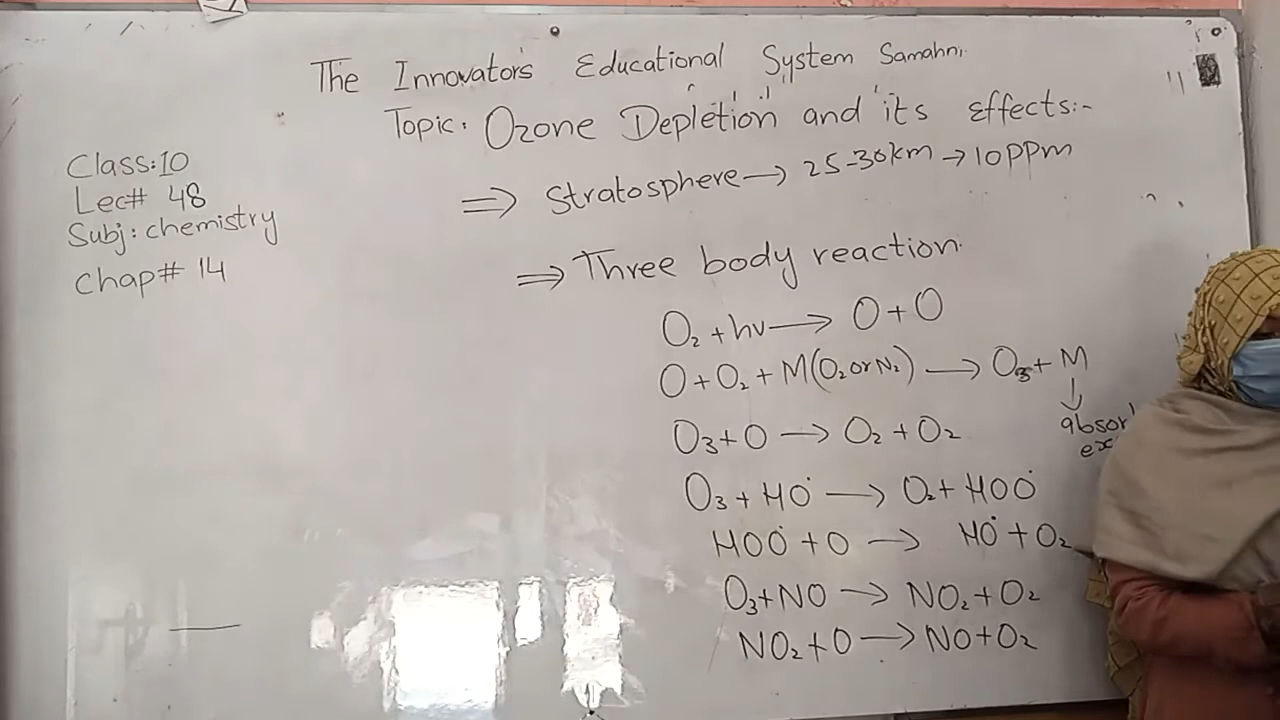 The Innovators Educational System Samahni
Topic: Ozone Depletion and its effects:-
Class:10
Lec# 48
Subj: chemistry
Chap# 14
⇒ Stratosphere → 25-30km → 10ppm
⇒ Three body reaction
O₂ + hv → O + O
O + O₂ + M(O₂ or N₂) → O₃ + M
↓
O₃ + O → O₂ + O₂
O₃ + HO• → O₂ + HOO•
HOO• + O → HO• + O₂
O₃ + NO → NO₂ + O₂
NO₂ + O → NO + O₂